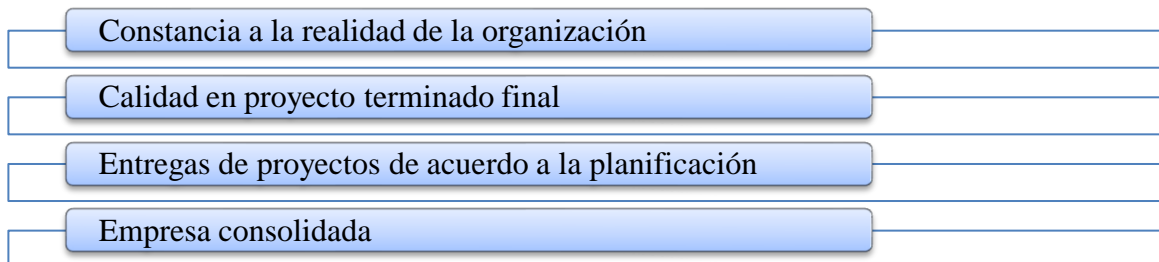 Constancia a la realidad de la organización
Calidad en proyecto terminado final
Entregas de proyectos de acuerdo a la planificación
Empresa consolidada